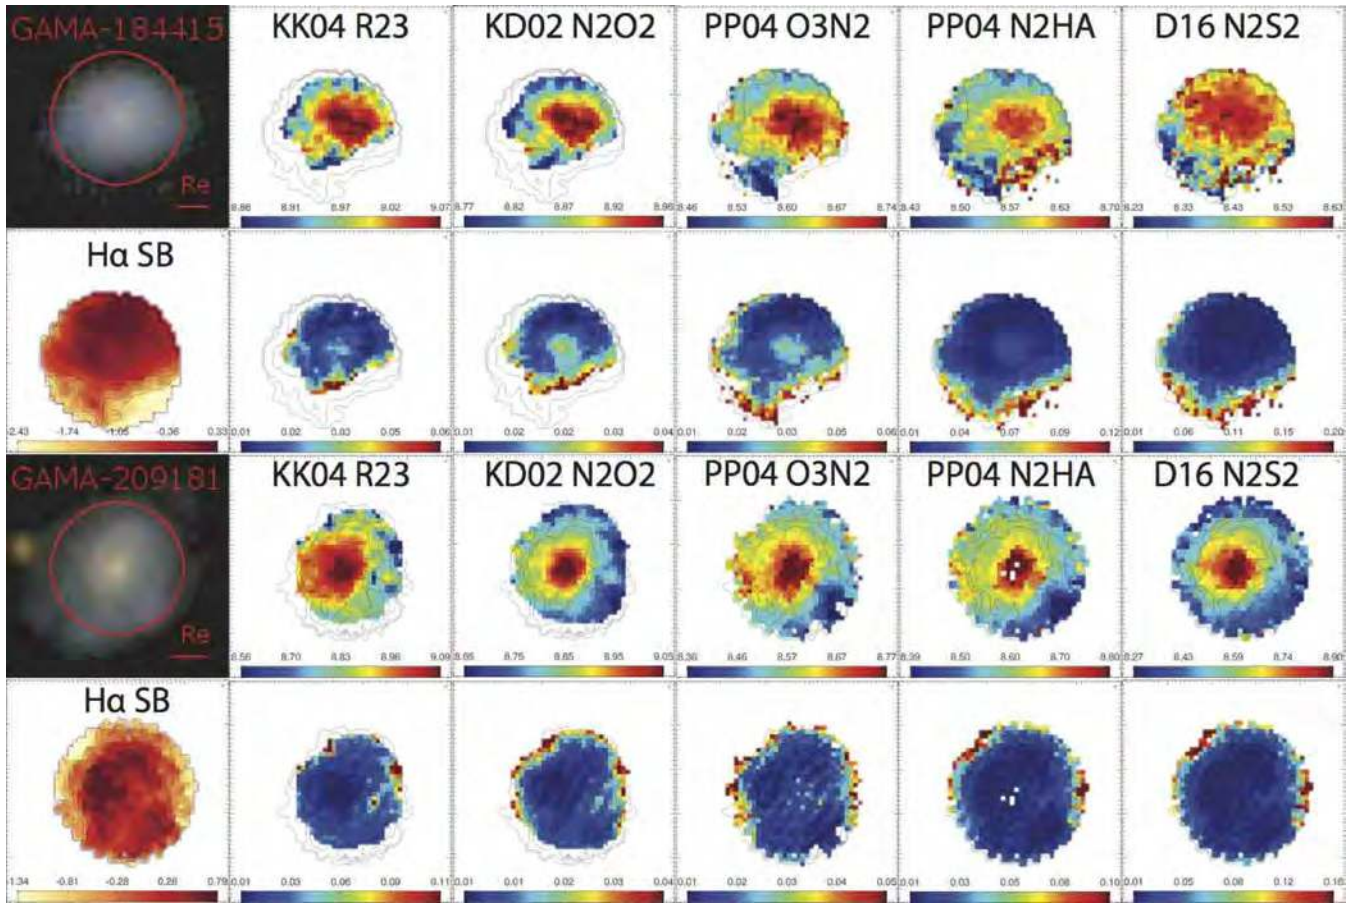 GAMA-184415 KK04 R23 KD02 N2O2 PP04 O3N2 PP04 N2HA D16 N2S2
Re
8.86 8.91 8.97 9.02 9.07 8.77 8.82 8.87 8.92 8.96 8.46 8.53 8.60 8.67 8.74 8.43 8.50 8.57 8.63 8.70 8.23 8.33 8.43 8.53 8.63
Hα SB
-2.43 -1.74 -1.05 -0.36 0.33 0.01 0.02 0.03 0.05 0.06 0.01 0.02 0.02 0.03 0.04 0.01 0.02 0.03 0.05 0.06 0.01 0.04 0.07 0.09 0.12 0.01 0.06 0.11 0.15 0.20
GAMA-209181 KK04 R23 KD02 N2O2 PP04 O3N2 PP04 N2HA D16 N2S2
Re
8.56 8.70 8.83 8.96 9.09 8.65 8.75 8.85 9.05 8.36 8.46 8.57 8.67 8.77 8.39 8.50 8.60 8.70 8.80 8.27 8.43 8.59 8.74 8.90
Hα SB
-1.34 -0.81 -0.28 0.26 0.79 0.01 0.03 0.06 0.09 0.11 0.01 0.01 0.02 0.03 0.04 0.01 0.02 0.03 0.04 0.05 0.01 0.03 0.05 0.08 0.10 0.01 0.05 0.08 0.12 0.16